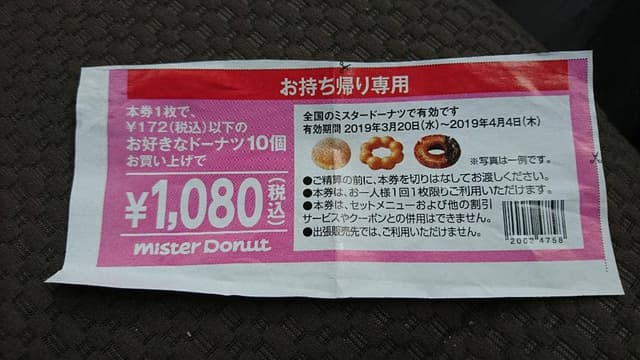 お持ち帰り専用
本券1枚で、
¥172(税込)以下の
お好きなドーナツ10個
お買い上げで
¥1,080(税込)
mister Donut
全国のミスタードーナツで有効です
有効期間 2019年3月20日(水)～2019年4月4日(木)
※写真は一例です。
●ご精算の前に、本券を切りはなしてお渡しください。
●本券は、お一人様1回1枚限りご利用いただけます。
●本券は、セットメニューおよび他の割引
サービスやクーポンとの併用はできません。
●出張販売先では、ご利用いただけません。